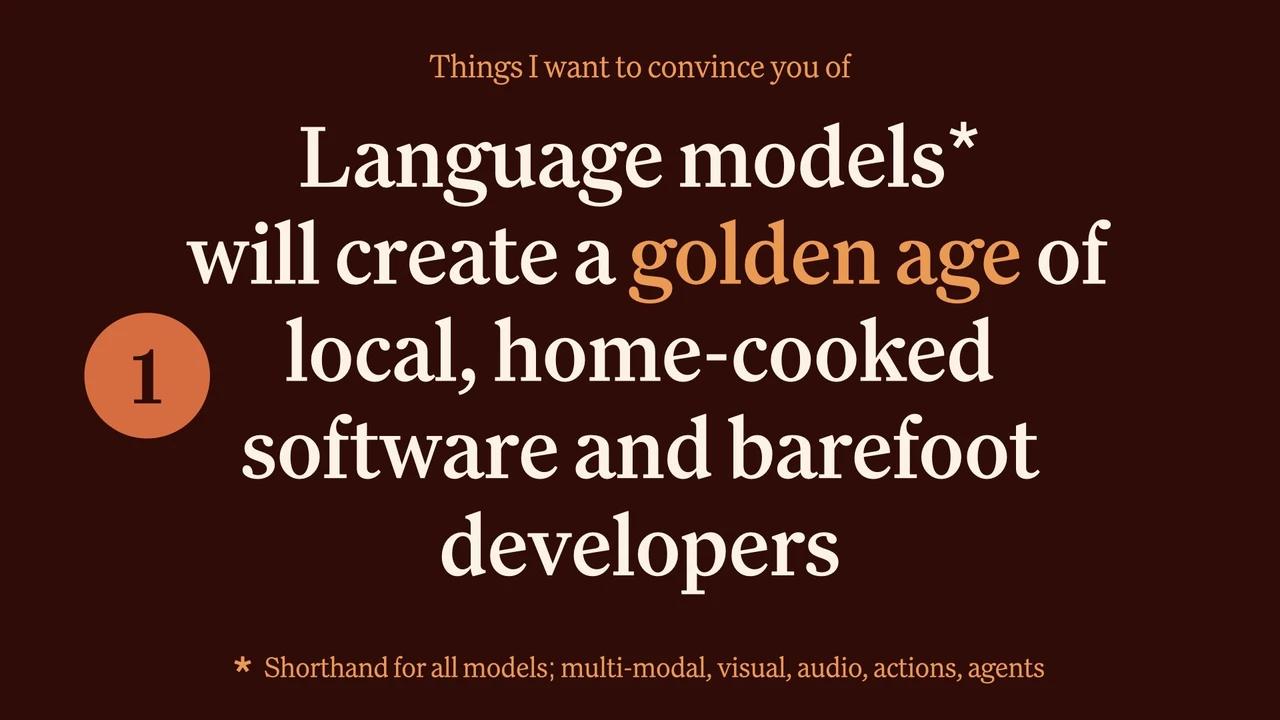 Things I want to convince you of
Language models*
will create a golden age of
local, home-cooked
1
software and barefoot
developers
* Shorthand for all models; multi-modal, visual, audio, actions, agents